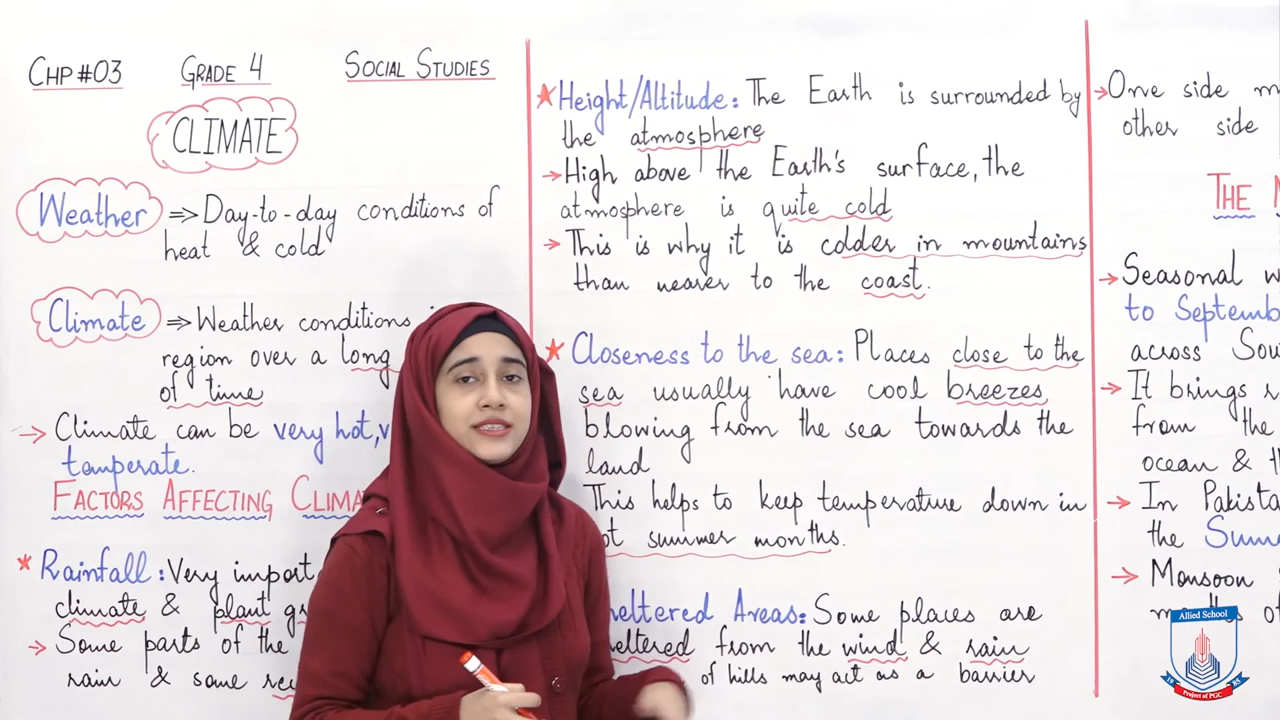 CHP #03 GRADE 4 SOCIAL STUDIES
CLIMATE
Weather ⇒ Day-to-day conditions of
heat & cold
Climate ⇒ Weather conditions
region over a long
of time
→ Climate can be very hot,
temperate.
FACTORS AFFECTING
* Rainfall: Very
climate & plant
→ Some parts of the
rain & some
★ Height/Altitude: The Earth is surrounded by
the atmosphere
→ High above the Earth's surface, the
atmosphere is quite cold
→ This is why it is colder in mountains
than nearer to the coast.
★ Closeness to the sea: Places close to the
sea usually have cool breezes,
blowing from the sea towards the
land
This helps to keep temperature down in
summer months.
Areas: Some places are
from the wind & rain
of hills may act as a barrier
→ One side
other side
THE
→ Seasonal
to
across
→ It brings
from the
ocean &
→ In
the
→ Monsoon
of
Allied School
19 85
Project of PGC